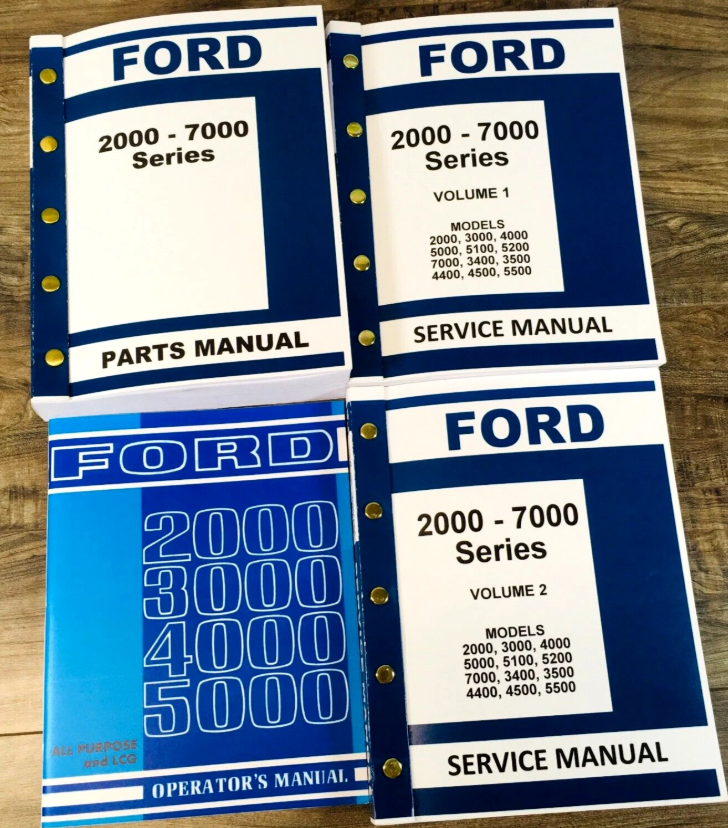 FORD
2000 - 7000
Series
PARTS MANUAL
FORD
2000 - 7000
Series
VOLUME 1
MODELS
2000, 3000, 4000
5000, 5100, 5200
7000, 3400, 3500
4400, 4500, 5500
SERVICE MANUAL
FORD
2000
3000
4000
5000
ALL PURPOSE
and LCG
OPERATOR'S MANUAL
FORD
2000 - 7000
Series
VOLUME 2
MODELS
2000, 3000, 4000
5000, 5100, 5200
7000, 3400, 3500
4400, 4500, 5500
SERVICE MANUAL